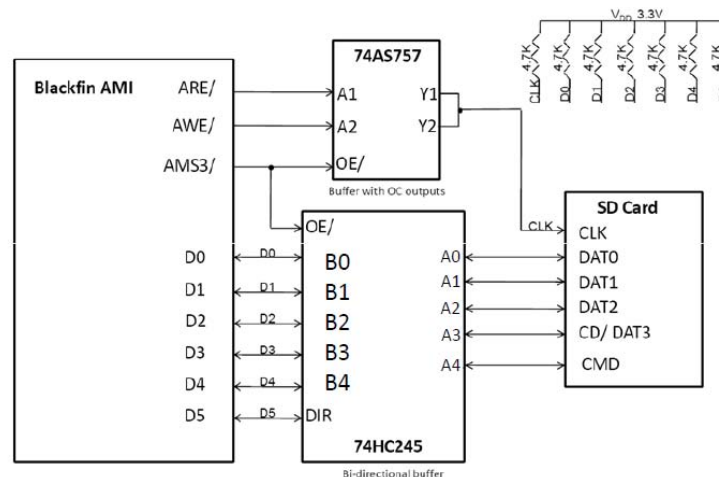 V_DD 3.3V
4.7K 4.7K 4.7K 4.7K 4.7K 4.7K 4.7K
CLK D0 D1 D2 D3 D4
74AS757
Blackfin AMI
ARE/ A1 Y1
AWE/ A2 Y2
AMS3/ OE/
Buffer with OC outputs
SD Card
OE/ CLK CLK
D0 D0 B0 A0 DAT0
D1 D1 B1 A1 DAT1
D2 D2 B2 A2 DAT2
D3 D3 B3 A3 CD/ DAT3
D4 D4 B4 A4 CMD
D5 D5 DIR
74HC245
Bi-directional buffer